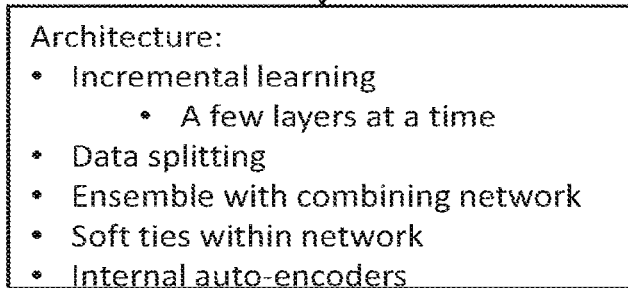 Architecture:
• Incremental learning
• A few layers at a time
• Data splitting
• Ensemble with combining network
• Soft ties within network
• Internal auto-encoders